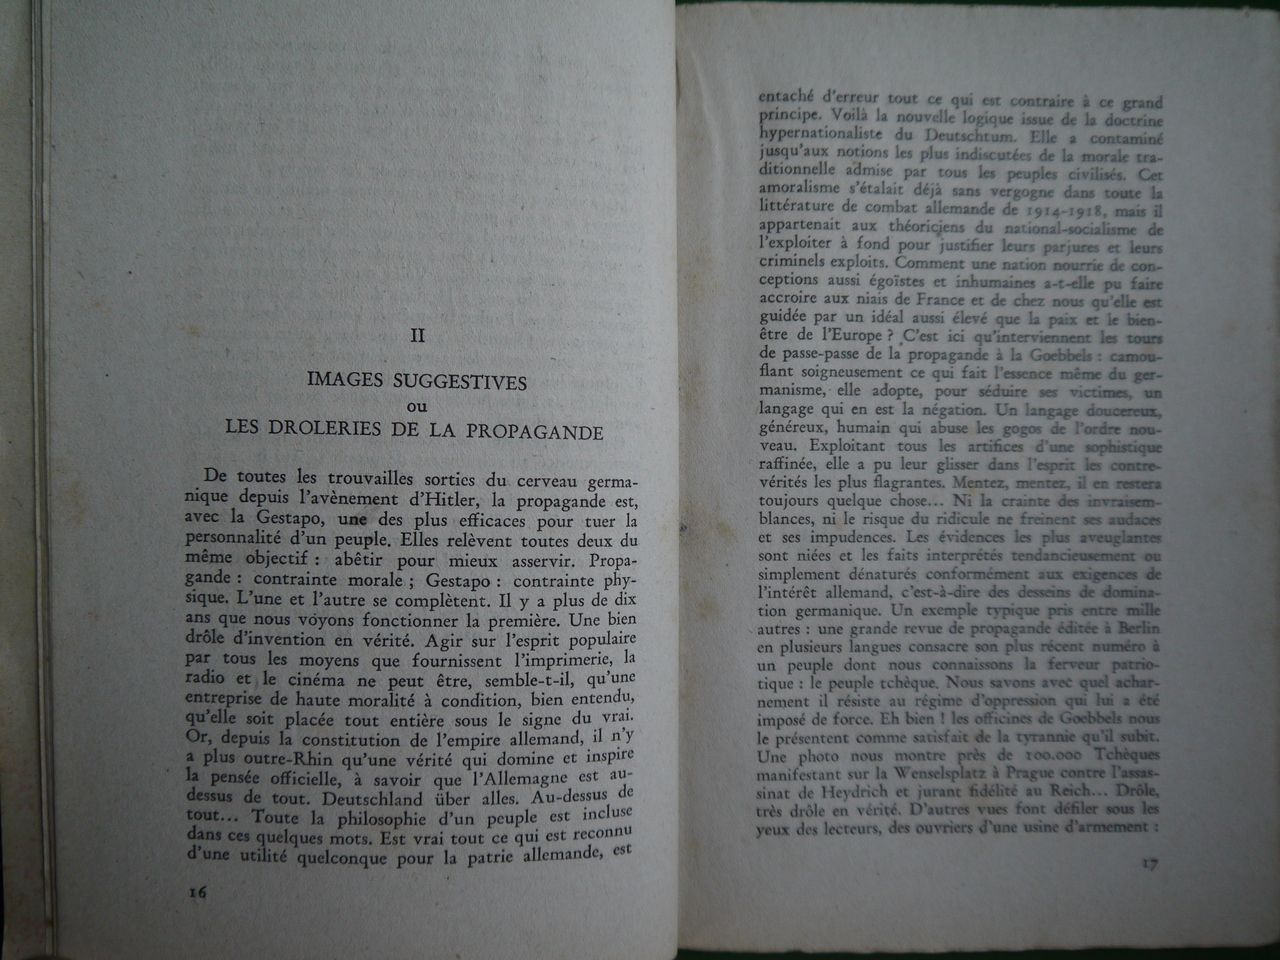 II
IMAGES SUGGESTIVES
ou
LES DROLERIES DE LA PROPAGANDE
De toutes les trouvailles sorties du cerveau germa-
nique depuis l'avènement d'Hitler, la propagande est,
avec la Gestapo, une des plus efficaces pour tuer la
personnalité d'un peuple. Elles relèvent toutes deux du
même objectif : abêtir pour mieux asservir. Propa-
gande : contrainte morale ; Gestapo : contrainte phy-
sique. L'une et l'autre se complètent. Il y a plus de dix
ans que nous voyons fonctionner la première. Une bien
drôle d'invention en vérité. Agir sur l'esprit populaire
par tous les moyens que fournissent l'imprimerie, la
radio et le cinéma ne peut être, semble-t-il, qu'une
entreprise de haute moralité à condition, bien entendu,
qu'elle soit placée tout entière sous le signe du vrai.
Or, depuis la constitution de l'empire allemand, il n'y
a plus outre-Rhin qu'une vérité qui domine et inspire
la pensée officielle, à savoir que l'Allemagne est au-
dessus de tout. Deutschland über alles. Au-dessus de
tout... Toute la philosophie d'un peuple est incluse
dans ces quelques mots. Est vrai tout ce qui est reconnu
d'une utilité quelconque pour la patrie allemande, est
16
entaché d'erreur tout ce qui est contraire à ce grand
principe. Voilà la nouvelle logique issue de la doctrine
hypernationaliste du Deutschtum. Elle a contaminé
jusqu'aux notions les plus indiscutées de la morale tra-
ditionnelle admise par tous les peuples civilisés. Cet
amoralisme s'étalait déjà sans vergogne dans toute la
littérature de combat allemande de 1914-1918, mais il
appartenait aux théoriciens du national-socialisme de
l'exploiter à fond pour justifier leurs parjures et leurs
criminels exploits. Comment une nation nourrie de con-
ceptions aussi égoïstes et inhumaines a-t-elle pu faire
accroire aux niais de France et de chez nous qu'elle est
guidée par un idéal aussi élevé que la paix et le bien-
être de l'Europe ? C'est ici qu'interviennent les tours
de passe-passe de la propagande à la Goebbels : camou-
flant soigneusement ce qui fait l'essence même du ger-
manisme, elle adopte, pour séduire ses victimes, un
langage qui en est la négation. Un langage doucereux,
généreux, humain qui abuse les gogos de l'ordre nou-
veau. Exploitant tous les artifices d'une sophistique
raffinée, elle a pu leur glisser dans l'esprit les contre-
vérités les plus flagrantes. Mentez, mentez, il en restera
toujours quelque chose... Ni la crainte des invraisem-
blances, ni le risque du ridicule ne freinent ses audaces
et ses impudences. Les évidences les plus aveuglantes
sont niées et les faits interprétés tendancieusement ou
simplement dénaturés conformément aux exigences de
l'intérêt allemand, c'est-à-dire des desseins de domina-
tion germanique. Un exemple typique pris entre mille
autres : une grande revue de propagande éditée à Berlin
en plusieurs langues consacre son plus récent numéro à
un peuple dont nous connaissons la ferveur patrio-
tique : le peuple tchèque. Nous savons avec quel achar-
nement il résiste au régime d'oppression qui lui a été
imposé de force. Eh bien ! les officines de Goebbels nous
le présentent comme satisfait de la tyrannie qu'il subit.
Une photo nous montre près de 100.000 Tchèques
manifestant sur la Wenselsplatz à Prague contre l'assas-
sinat de Heydrich et jurant fidélité au Reich... Drôle,
très drôle en vérité. D'autres vues font défiler sous les
yeux des lecteurs, des ouvriers d'une usine d'armement :
17